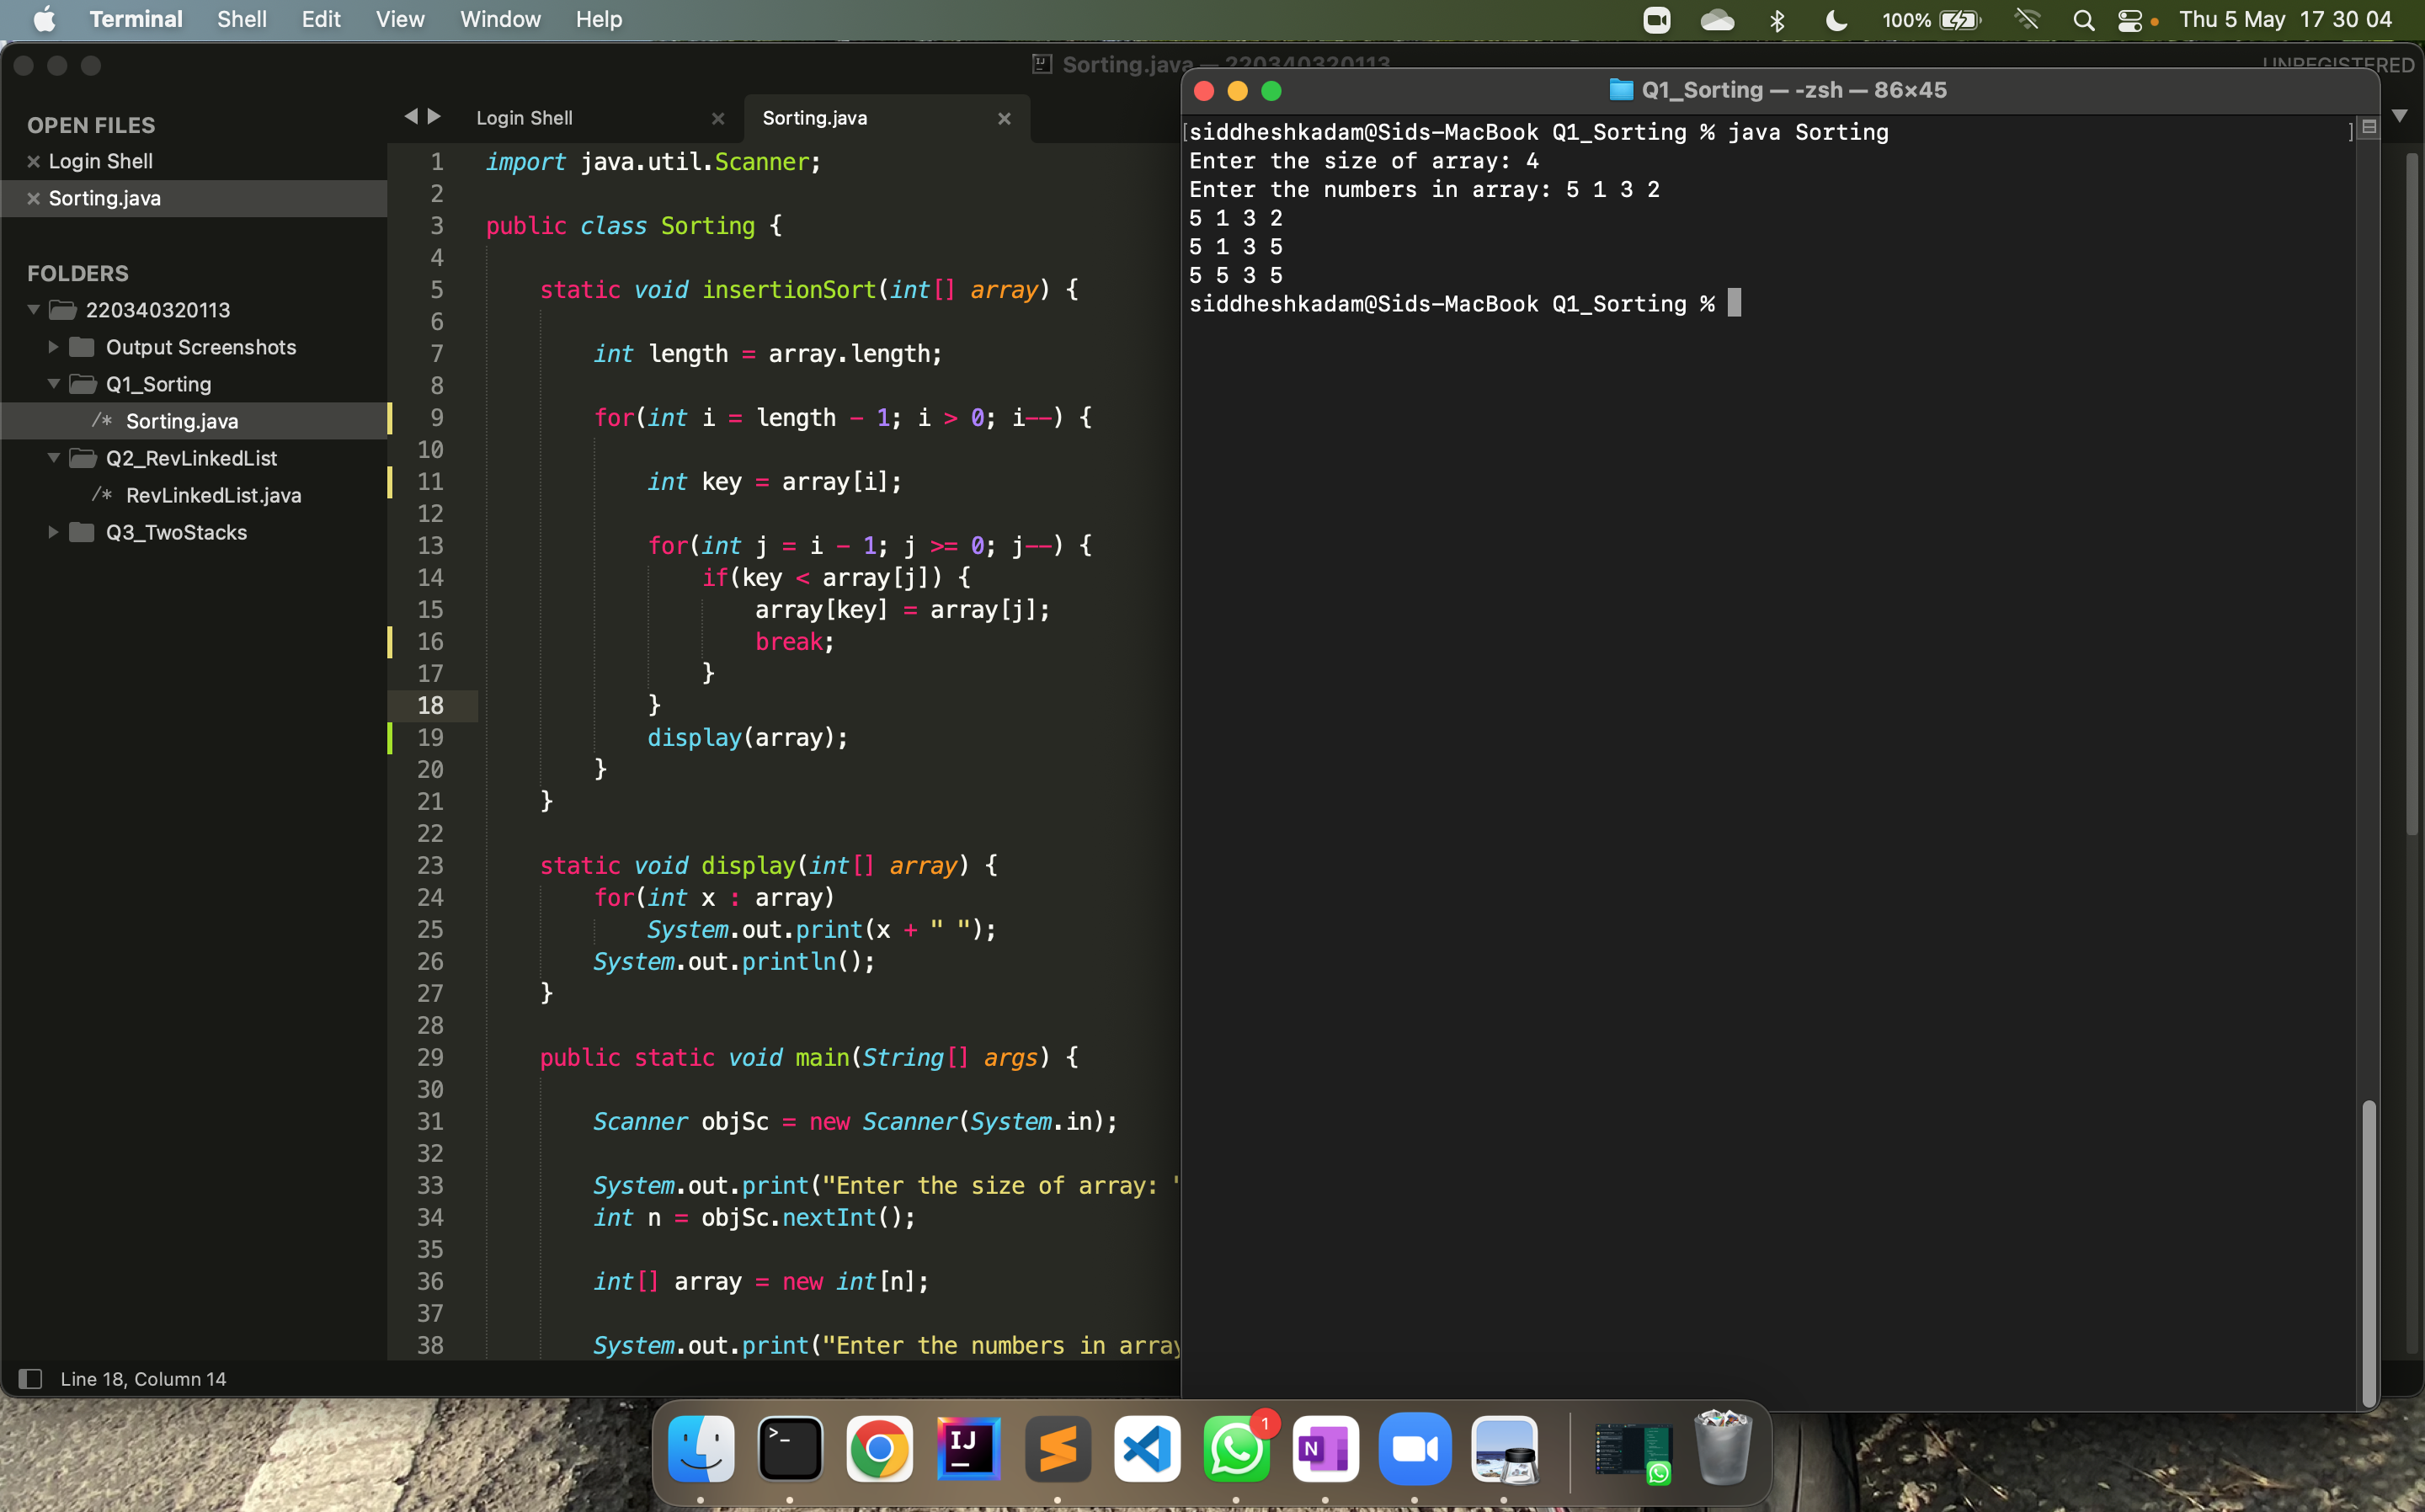 Terminal Shell Edit View Window Help 100% Thu 5 May 17 30 04
Sorting.java — 220340320113 UNREGISTERED
OPEN FILES
Login Shell
Sorting.java
FOLDERS
220340320113
Output Screenshots
Q1_Sorting
/* Sorting.java
Q2_RevLinkedList
/* RevLinkedList.java
Q3_TwoStacks
Login Shell Sorting.java
1 import java.util.Scanner;
2
3 public class Sorting {
4
5 static void insertionSort(int[] array) {
6
7 int length = array.length;
8
9 for(int i = length - 1; i > 0; i--) {
10
11 int key = array[i];
12
13 for(int j = i - 1; j >= 0; j--) {
14 if(key < array[j]) {
15 array[key] = array[j];
16 break;
17 }
18 }
19 display(array);
20 }
21 }
22
23 static void display(int[] array) {
24 for(int x : array)
25 System.out.print(x + " ");
26 System.out.println();
27 }
28
29 public static void main(String[] args) {
30
31 Scanner objSc = new Scanner(System.in);
32
33 System.out.print("Enter the size of array: "
34 int n = objSc.nextInt();
35
36 int[] array = new int[n];
37
38 System.out.print("Enter the numbers in array
Line 18, Column 14
Q1_Sorting — -zsh — 86×45
[siddheshkadam@Sids-MacBook Q1_Sorting % java Sorting ]
Enter the size of array: 4
Enter the numbers in array: 5 1 3 2
5 1 3 2
5 1 3 5
5 5 3 5
siddheshkadam@Sids-MacBook Q1_Sorting %
>_
IJ
1
N